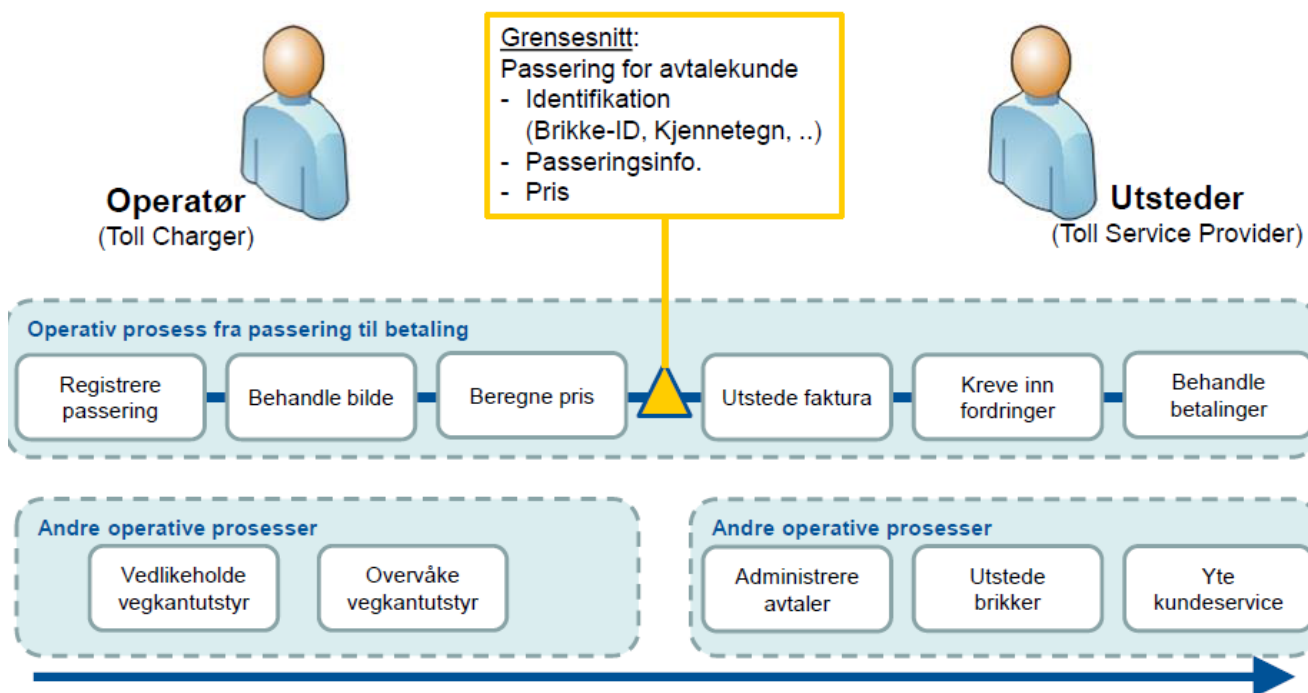 Grensesnitt:
Passering for avtalekunde
- Identifikation
(Brikke-ID, Kjennetegn, ..)
- Passeringsinfo.
- Pris
Operatør
(Toll Charger)
Utsteder
(Toll Service Provider)
Operativ prosess fra passering til betaling
Registrere
passering
Behandle bilde
Beregne pris
Utstede faktura
Kreve inn
fordringer
Behandle
betalinger
Andre operative prosesser
Vedlikeholde
vegkantutstyr
Overvåke
vegkantutstyr
Andre operative prosesser
Administrere
avtaler
Utstede
brikker
Yte
kundeservice